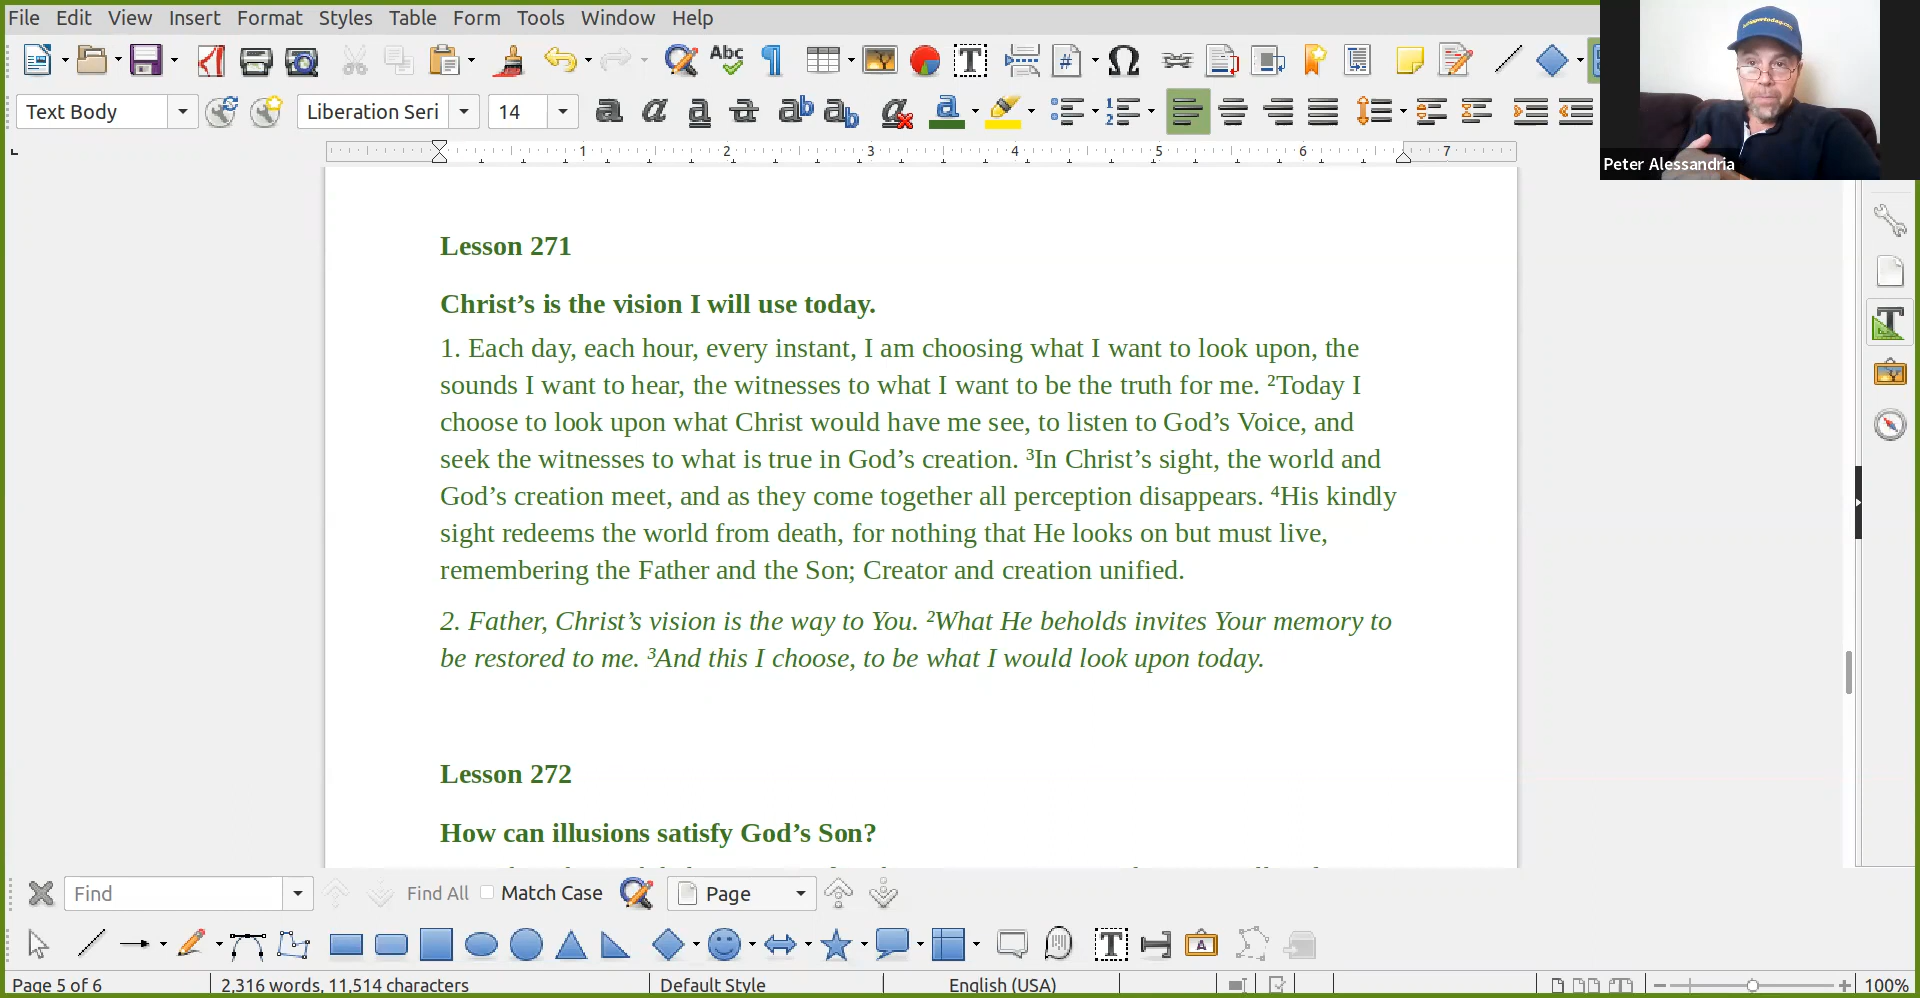 File Edit View Insert Format Styles Table Form Tools Window Help
Text Body Liberation Seri 14
1 2 3 4 5 6 7
Peter Alessandria
Lesson 271
Christ’s is the vision I will use today.
1. Each day, each hour, every instant, I am choosing what I want to look upon, the
sounds I want to hear, the witnesses to what I want to be the truth for me. ²Today I
choose to look upon what Christ would have me see, to listen to God’s Voice, and
seek the witnesses to what is true in God’s creation. ³In Christ’s sight, the world and
God’s creation meet, and as they come together all perception disappears. ⁴His kindly
sight redeems the world from death, for nothing that He looks on but must live,
remembering the Father and the Son; Creator and creation unified.
2. Father, Christ’s vision is the way to You. ²What He beholds invites Your memory to
be restored to me. ³And this I choose, to be what I would look upon today.
Lesson 272
How can illusions satisfy God’s Son?
Find Find All Match Case Page
Page 5 of 6 2,316 words, 11,514 characters Default Style English (USA) 100%